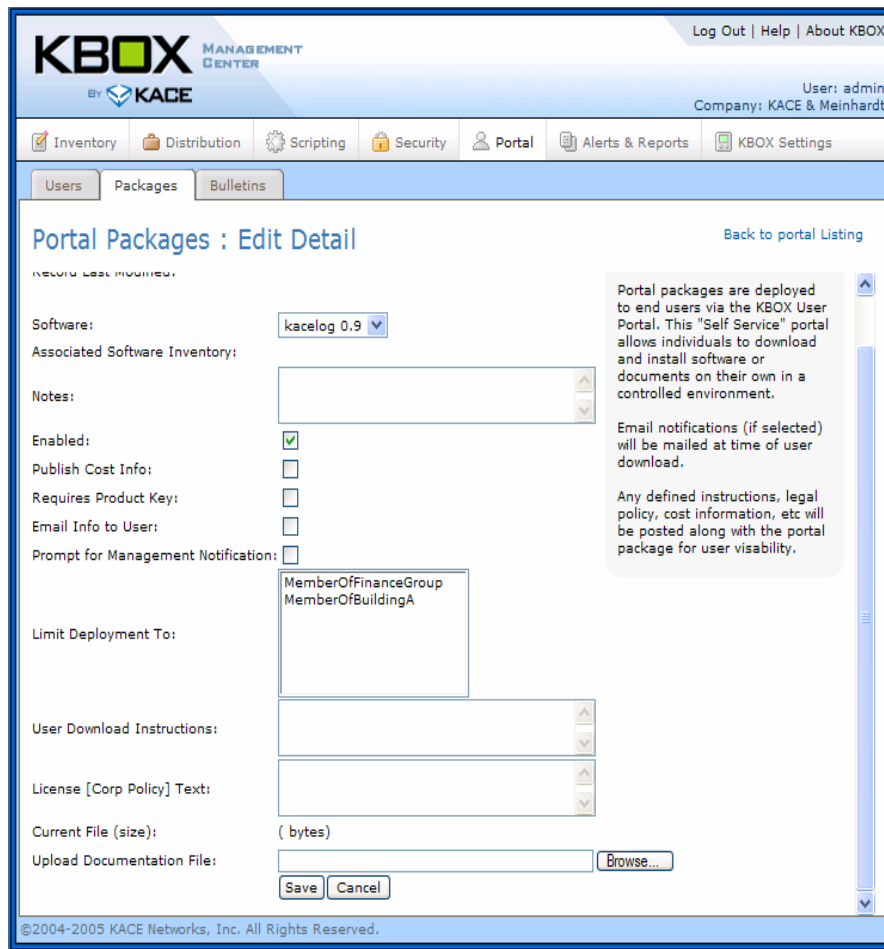 Log Out | Help | About KBOX
KBOX MANAGEMENT CENTER
BY KACE
User: admin
Company: KACE & Meinhardt
Inventory Distribution Scripting Security Portal Alerts & Reports KBOX Settings
Users Packages Bulletins
Portal Packages : Edit Detail
Back to portal Listing
Record Last Modified:
Software: kacelog 0.9
Associated Software Inventory:
Notes:
Enabled:
Publish Cost Info:
Requires Product Key:
Email Info to User:
Prompt for Management Notification:
Limit Deployment To:
MemberOfFinanceGroup
MemberOfBuildingA
User Download Instructions:
License [Corp Policy] Text:
Current File (size): ( bytes)
Upload Documentation File: Browse...
Save Cancel
Portal packages are deployed
to end users via the KBOX User
Portal. This "Self Service" portal
allows individuals to download
and install software or
documents on their own in a
controlled environment.
Email notifications (if selected)
will be mailed at time of user
download.
Any defined instructions, legal
policy, cost information, etc will
be posted along with the portal
package for user visability.
©2004-2005 KACE Networks, Inc. All Rights Reserved.